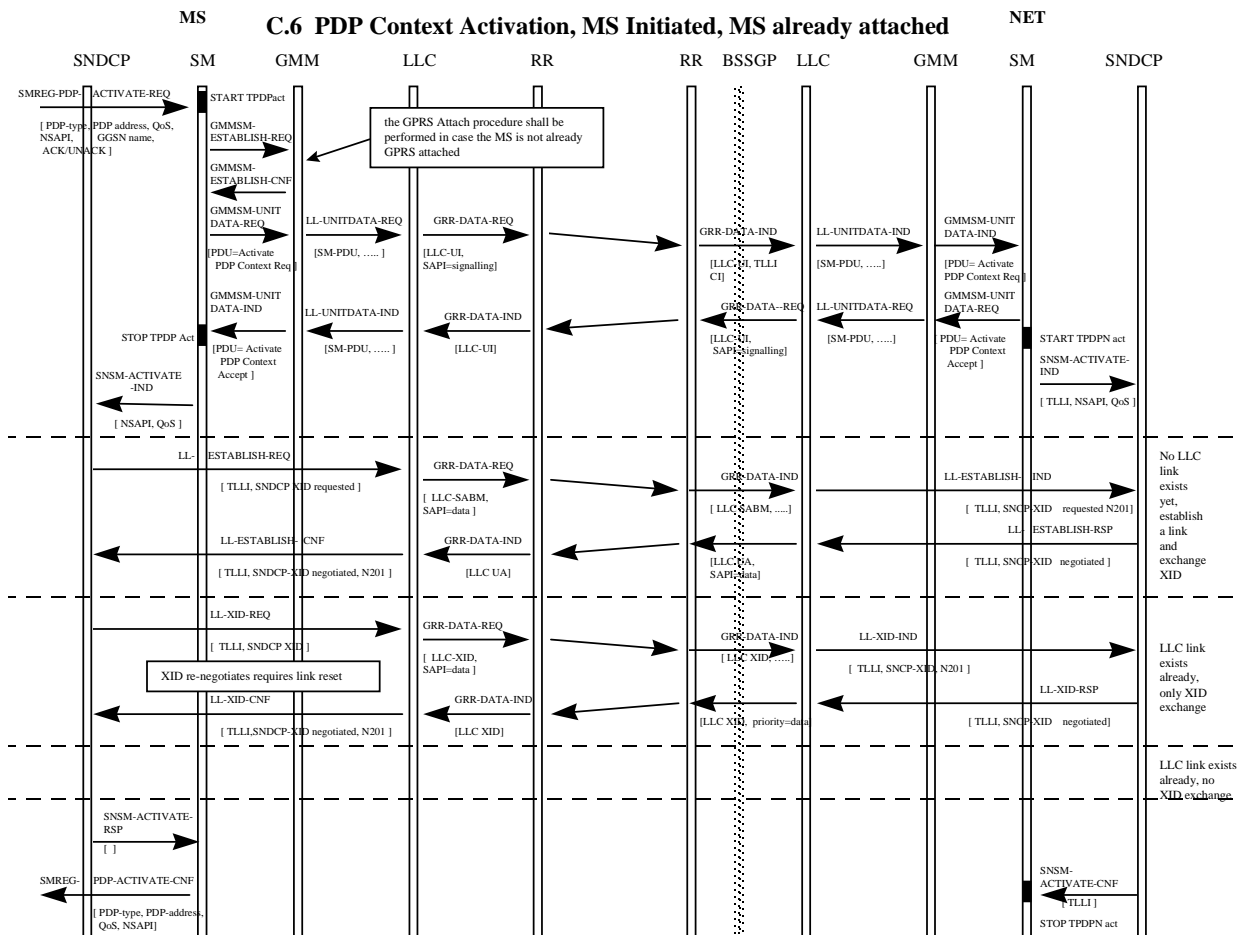 MS
NET
C.6 PDP Context Activation, MS Initiated, MS already attached
SNDCP SM GMM LLC RR RR BSSGP LLC GMM SM SNDCP
SMREG-PDP- ACTIVATE-REQ
START TPDPact
[ PDP-type, PDP address, QoS,
NSAPI, GGSN name,
ACK/UNACK ]
GMMSM-
ESTABLISH-REQ
the GPRS Attach procedure shall be
performed in case the MS is not already
GPRS attached
GMMSM-
ESTABLISH-CNF
GMMSM-UNIT
DATA-REQ
LL-UNITDATA-REQ
GRR-DATA-REQ
GRR-DATA-IND
LL-UNITDATA-IND
GMMSM-UNIT
DATA-IND
[PDU=Activate
PDP Context Req ]
[SM-PDU, ….. ]
[LLC-UI,
SAPI=signalling]
[LLC-UI, TLLI
CI]
[SM-PDU, …..]
[PDU= Activate
PDP Context Req ]
GMMSM-UNIT
DATA-IND
LL-UNITDATA-IND
GRR-DATA-IND
GRR-DATA--REQ
LL-UNITDATA-REQ
GMMSM-UNIT
DATA-REQ
STOP TPDP Act
[PDU= Activate
PDP Context
Accept ]
[SM-PDU, ….. ]
[LLC-UI]
[LLC-UI,
SAPI=signalling]
[SM-PDU, …..]
[ PDU= Activate
PDP Context
Accept ]
START TPDPN act
SNSM-ACTIVATE-
IND
[ TLLI, NSAPI, QoS ]
SNSM-ACTIVATE
-IND
[ NSAPI, QoS ]
LL- ESTABLISH-REQ
GRR-DATA-REQ
GRR-DATA-IND
LL-ESTABLISH- IND
[ TLLI, SNDCP XID requested ]
[ LLC-SABM,
SAPI=data ]
[ LLC SABM, .....]
[ TLLI, SNCP-XID requested N201]
No LLC
link
exists
yet,
establish
a link
and
exchange
XID
LL-ESTABLISH- CNF
GRR-DATA-IND
LL- ESTABLISH-RSP
[ TLLI, SNDCP-XID negotiated, N201 ]
[LLC UA]
[LLC UA,
SAPI=data]
[ TLLI, SNCP-XID negotiated ]
LL-XID-REQ
GRR-DATA-REQ
GRR-DATA-IND
LL-XID-IND
[ TLLI, SNDCP XID ]
[ LLC-XID,
SAPI=data ]
[ LLC XID, …..]
[ TLLI, SNCP-XID, N201 ]
LLC link
exists
already,
only XID
exchange
XID re-negotiates requires link reset
LL-XID-CNF
GRR-DATA-IND
LL-XID-RSP
[ TLLI,SNDCP-XID negotiated, N201 ]
[LLC XID]
[LLC XID, priority=data]
[ TLLI, SNCP-XID negotiated]
LLC link exists
already, no
XID exchange
SNSM-ACTIVATE-
RSP
[ ]
SMREG- PDP-ACTIVATE-CNF
[ PDP-type, PDP-address,
QoS, NSAPI]
SNSM-
ACTIVATE-CNF
[TLLI ]
STOP TPDPN act